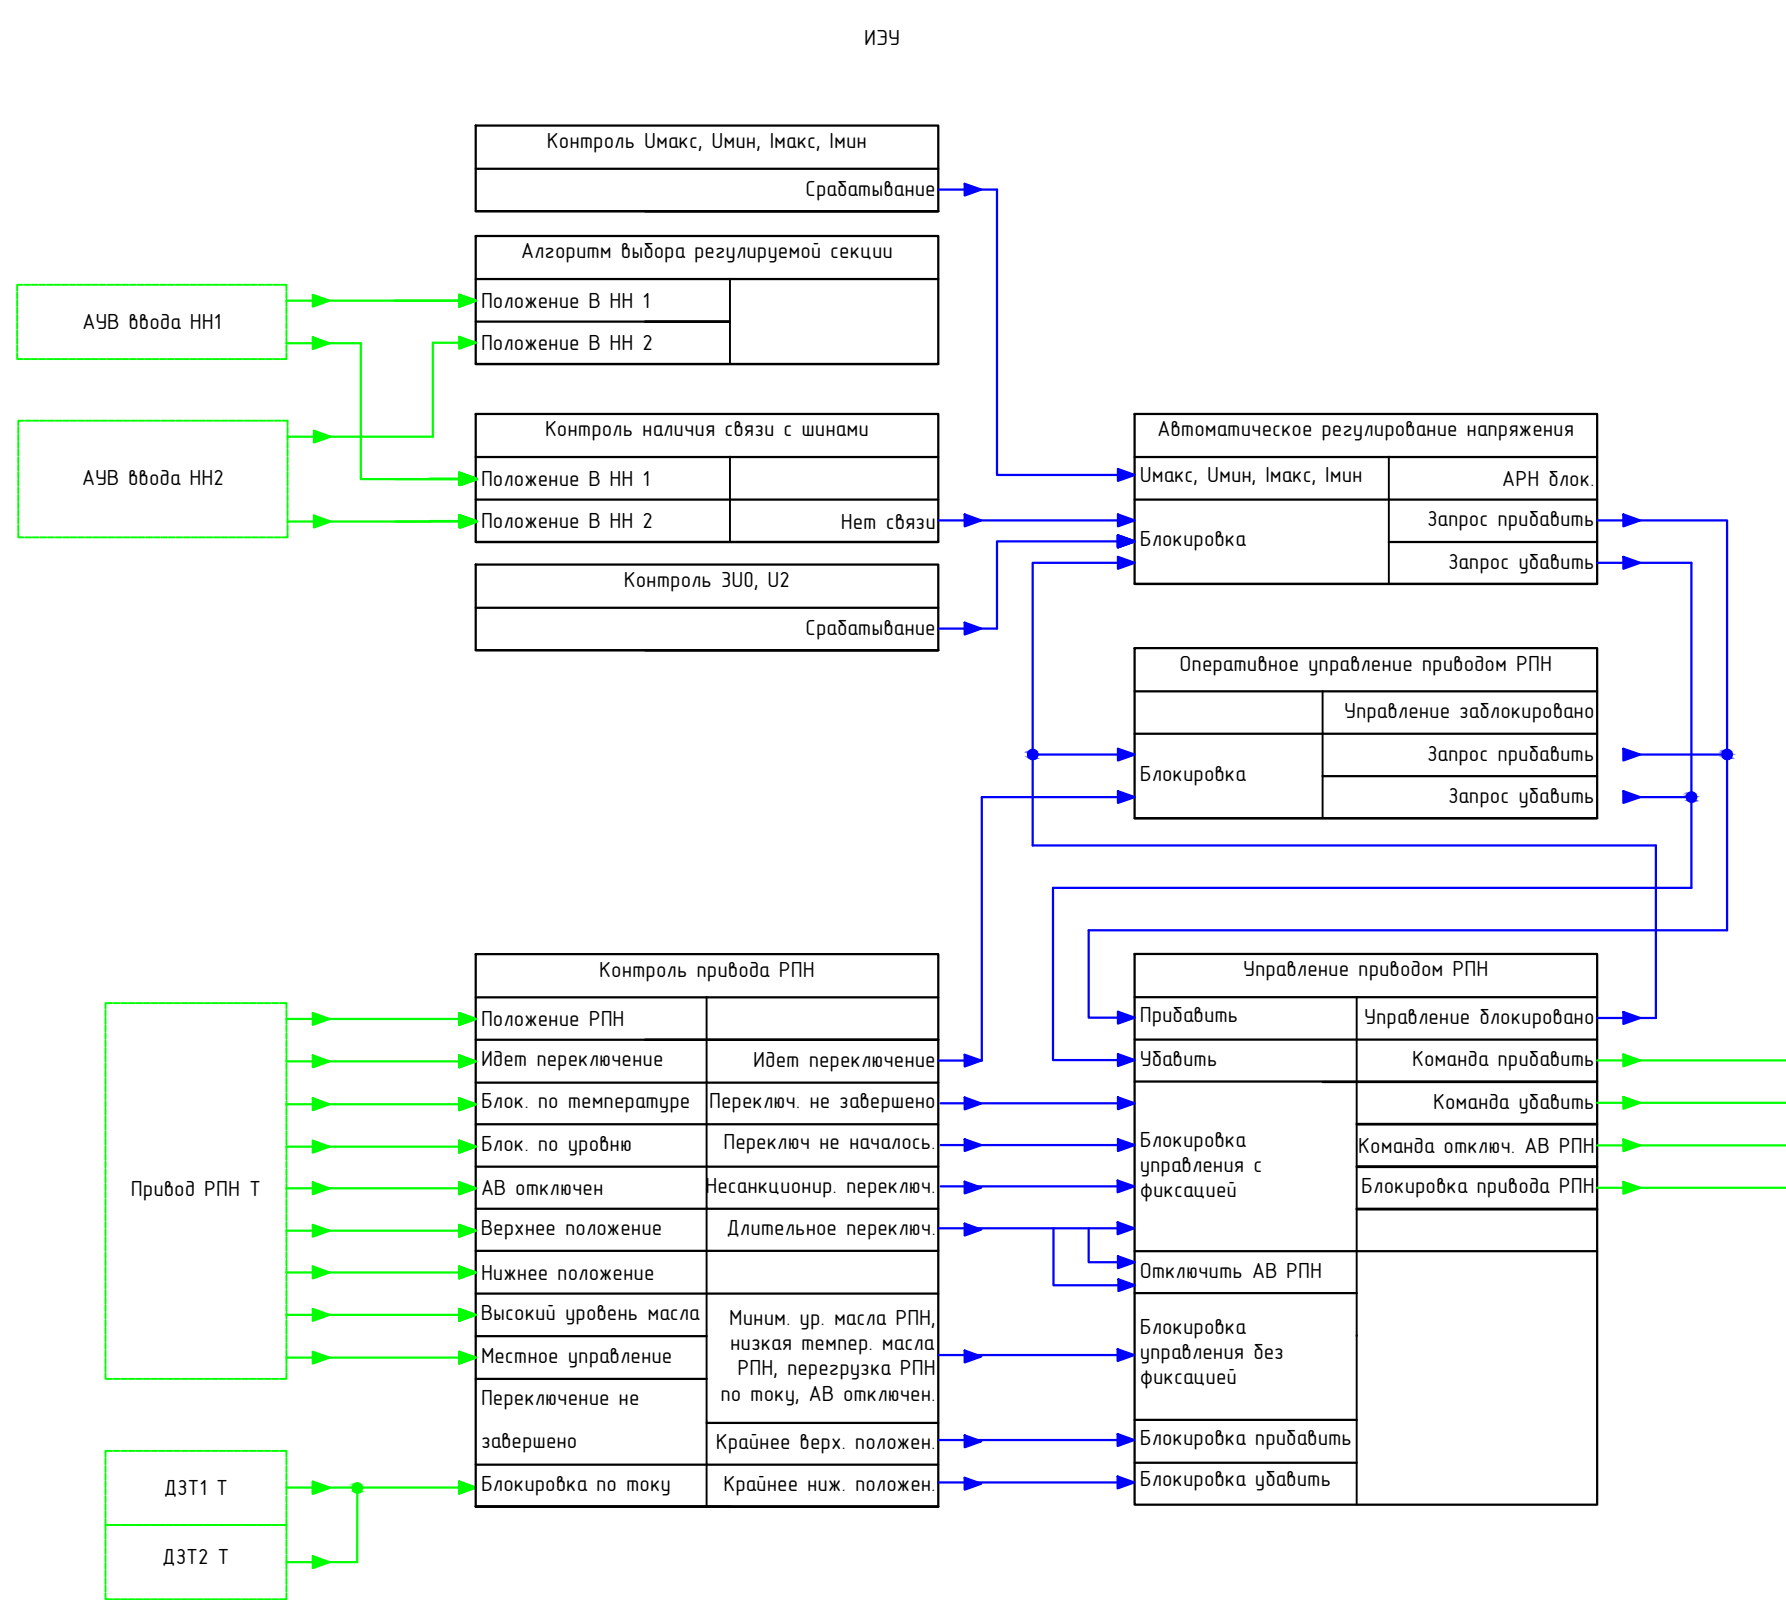 ИЭУ
Контроль Uмакс, Uмин, Iмакс, Iмин
Срабатывание
Алгоритм выбора регулируемой секции
Положение В НН 1
Положение В НН 2
АУВ ввода НН1
АУВ ввода НН2
Контроль наличия связи с шинами
Положение В НН 1
Положение В НН 2
Нет связи
Контроль 3U0, U2
Срабатывание
Автоматическое регулирование напряжения
Uмакс, Uмин, Iмакс, Iмин
АРН блок.
Блокировка
Запрос прибавить
Запрос убавить
Оперативное управление приводом РПН
Управление заблокировано
Блокировка
Запрос прибавить
Запрос убавить
Привод РПН Т
ДЗТ1 Т
ДЗТ2 Т
Контроль привода РПН
Положение РПН
Идет переключение
Блок. по температуре
Блок. по уровню
АВ отключен
Верхнее положение
Нижнее положение
Высокий уровень масла
Местное управление
Переключение не
завершено
Блокировка по току
Идет переключение
Переключ. не завершено
Переключ не началось.
Несанкционир. переключ.
Длительное переключ.
Миним. ур. масла РПН,
низкая темпер. масла
РПН, перегрузка РПН
по току, АВ отключен.
Крайнее верх. положен.
Крайнее ниж. положен.
Управление приводом РПН
Прибавить
Убавить
Блокировка
управления с
фиксацией
Отключить АВ РПН
Блокировка
управления без
фиксацией
Блокировка прибавить
Блокировка убавить
Управление блокировано
Команда прибавить
Команда убавить
Команда отключ. АВ РПН
Блокировка привода РПН